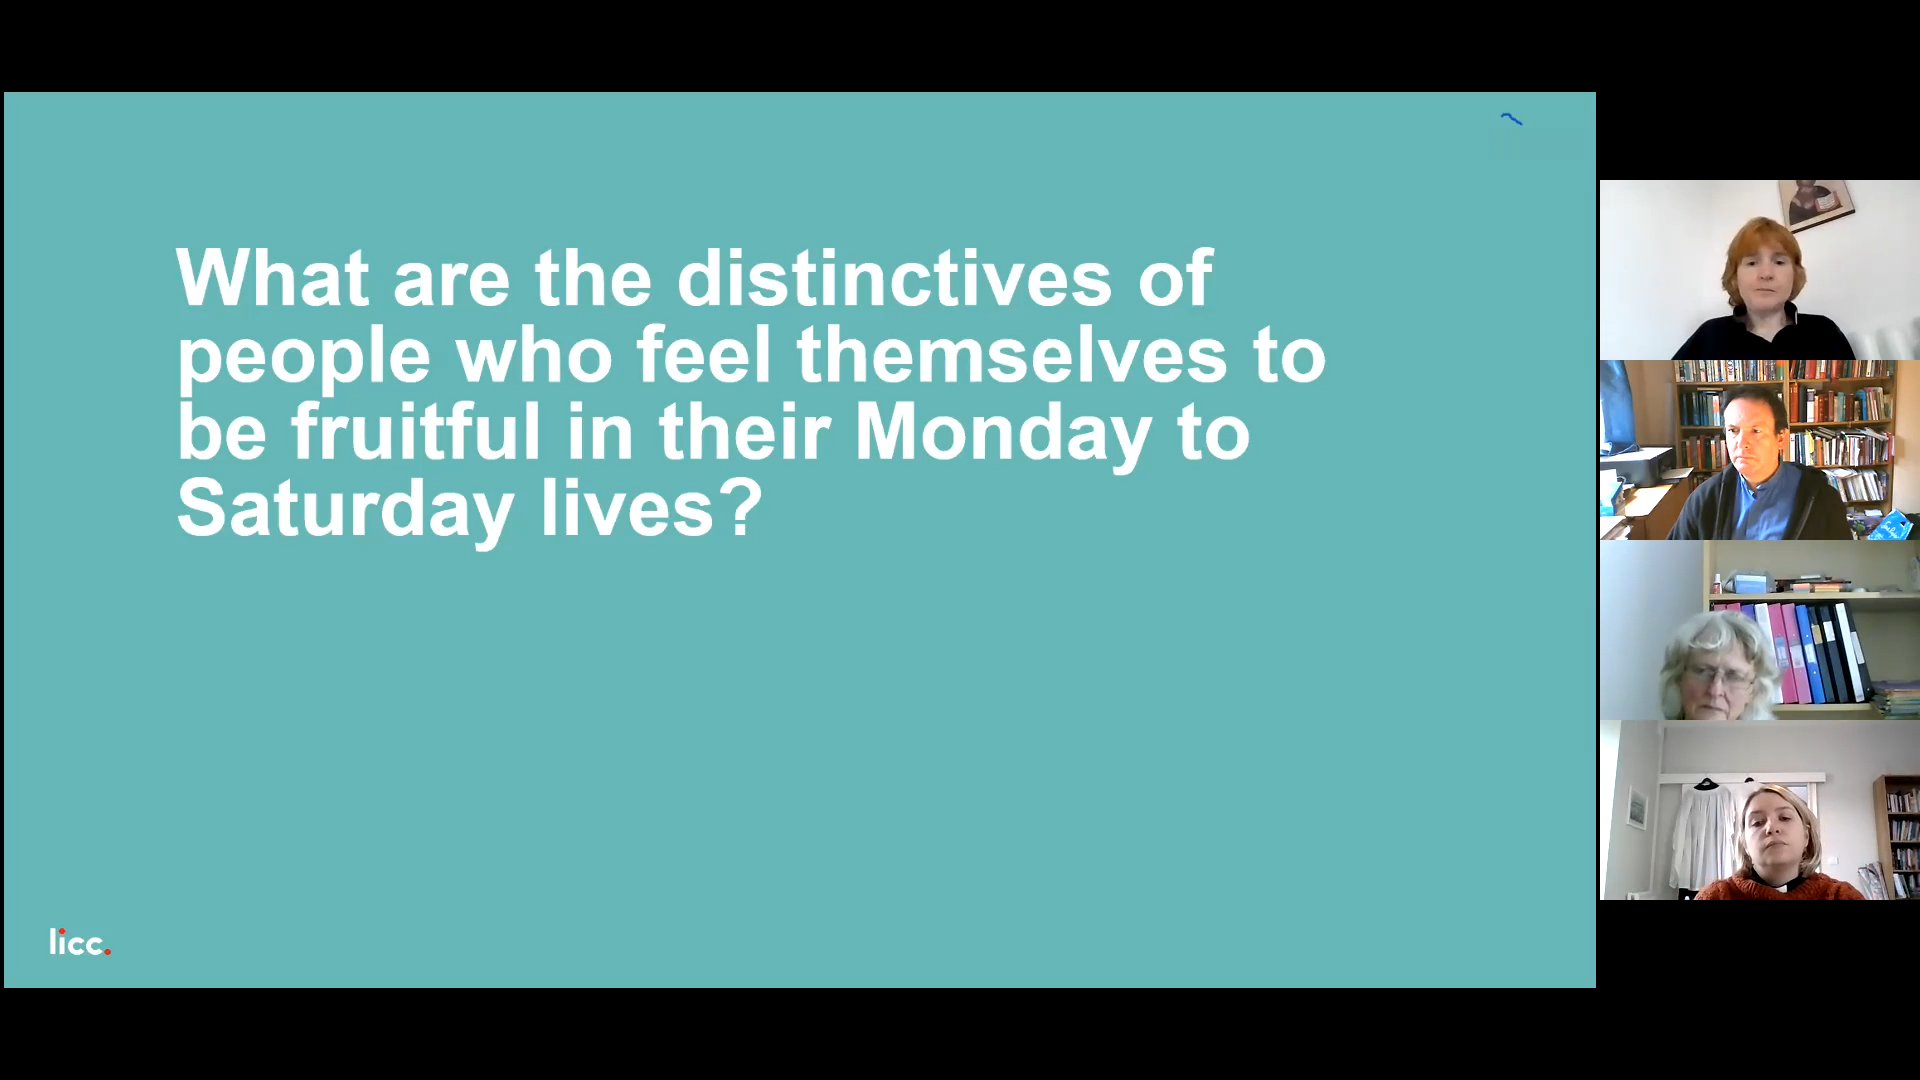 What are the distinctives of
people who feel themselves to
be fruitful in their Monday to
Saturday lives?
licc.